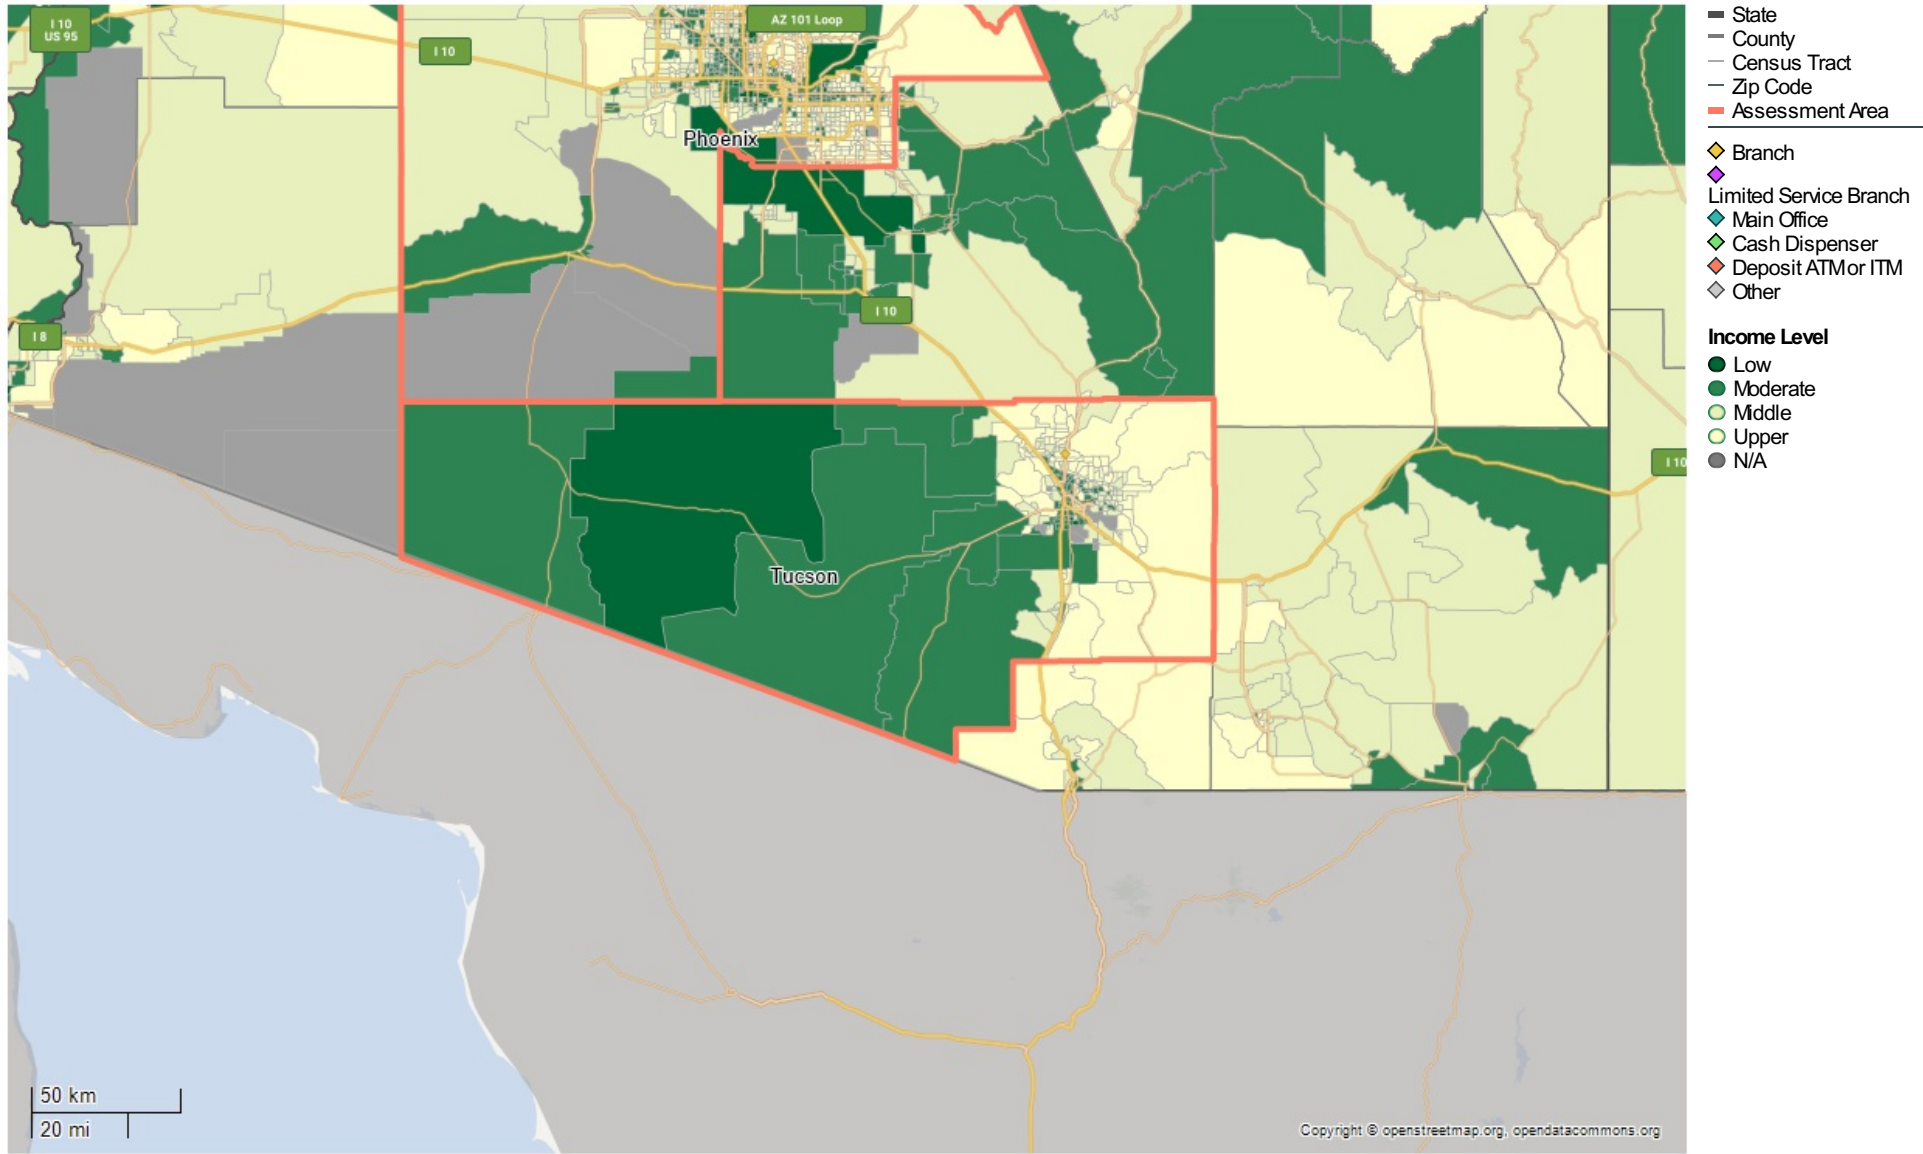 I 10
US 95
I 10
AZ 101 Loop
Phoenix
I 10
I 8
I 10
Tucson
50 km
20 mi
Copyright © openstreetmap.org, opendatacommons.org
State
County
Census Tract
Zip Code
Assessment Area
Branch
Limited Service Branch
Main Office
Cash Dispenser
Deposit ATM or ITM
Other
Income Level
Low
Moderate
Middle
Upper
N/A